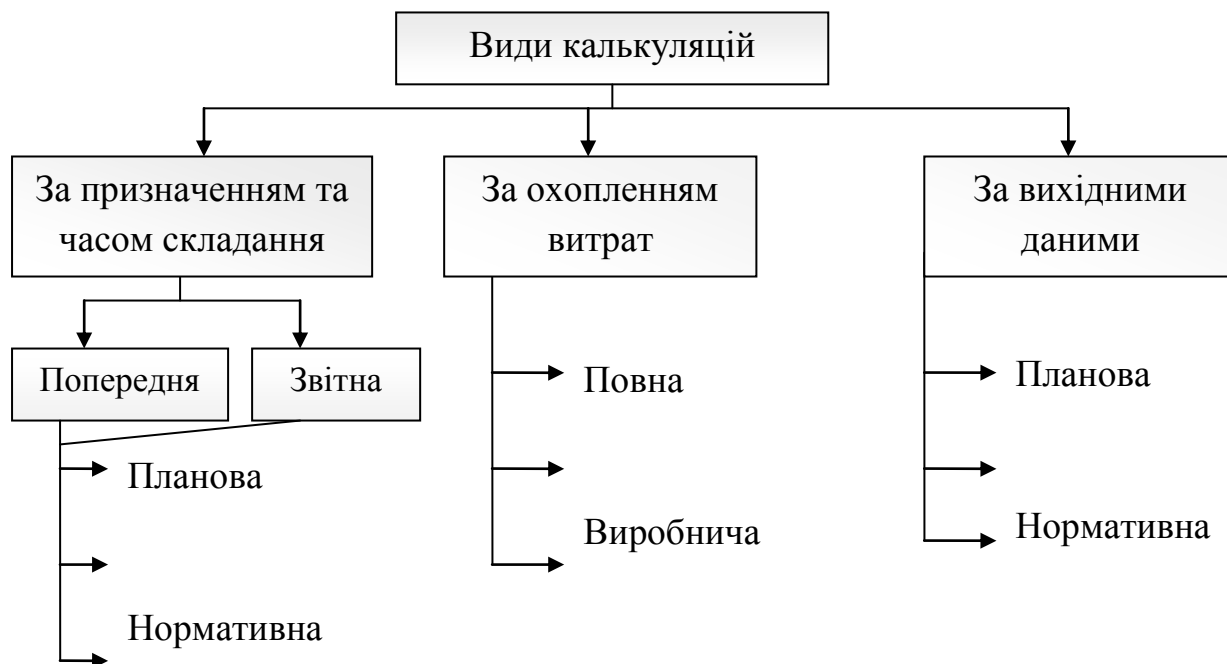 Види калькуляцій
За призначенням та
часом складання
За охопленням
витрат
За вихідними
даними
Попередня
Звітна
Планова
Нормативна
Повна
Виробнича
Планова
Нормативна